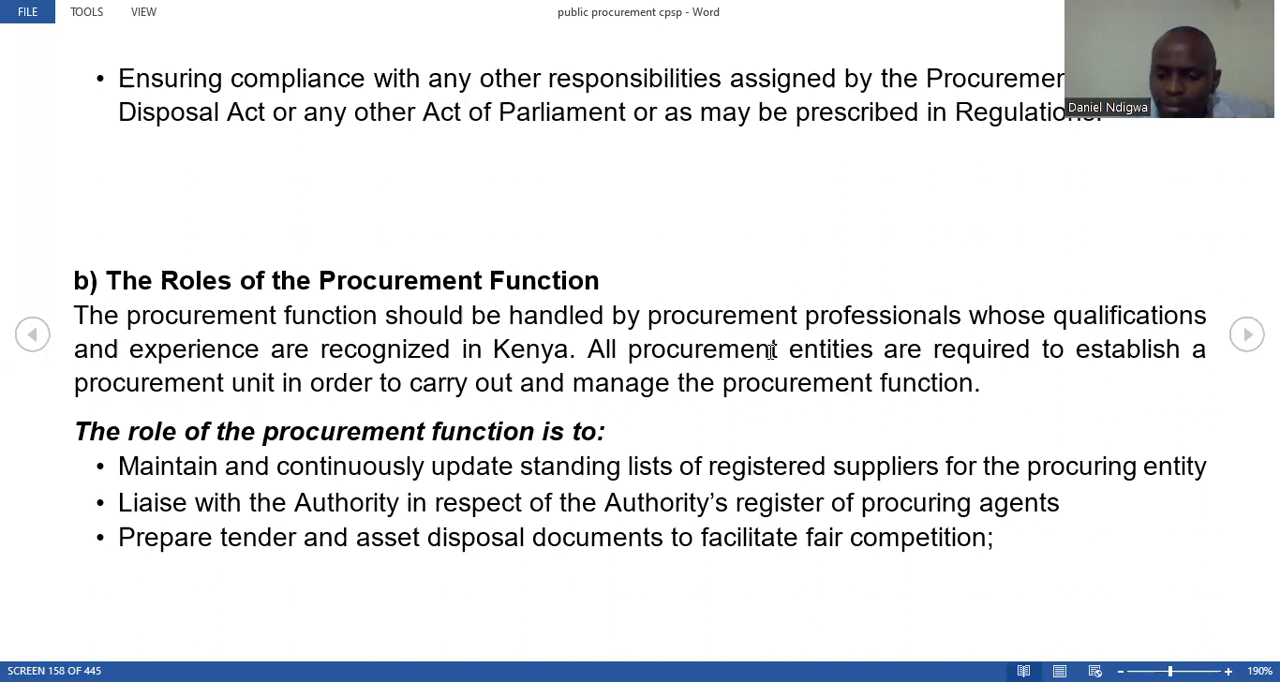 FILE TOOLS VIEW public procurement cpsp - Word
• Ensuring compliance with any other responsibilities assigned by the
Disposal Act or any other Act of Parliament or as may be prescribed in
Daniel Ndigwa
b) The Roles of the Procurement Function
The procurement function should be handled by procurement professionals whose qualifications
and experience are recognized in Kenya. All procurement entities are required to establish a
procurement unit in order to carry out and manage the procurement function.
The role of the procurement function is to:
• Maintain and continuously update standing lists of registered suppliers for the procuring entity
• Liaise with the Authority in respect of the Authority's register of procuring agents
• Prepare tender and asset disposal documents to facilitate fair competition;
SCREEN 158 OF 445 190%